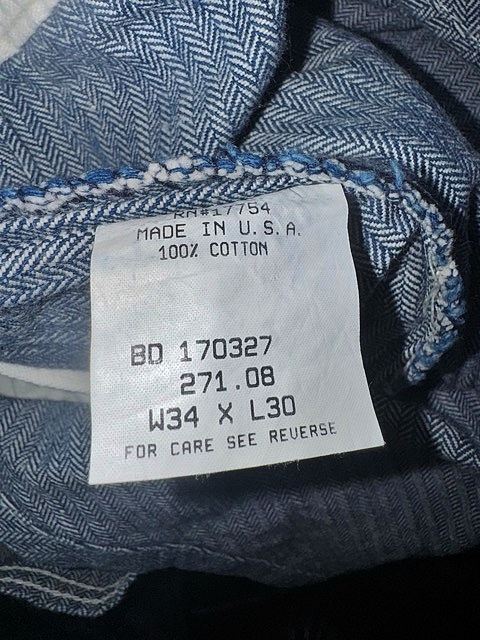 RN#17754
MADE IN U.S.A.
100% COTTON
BD 170327
271.08
W34 X L30
FOR CARE SEE REVERSE